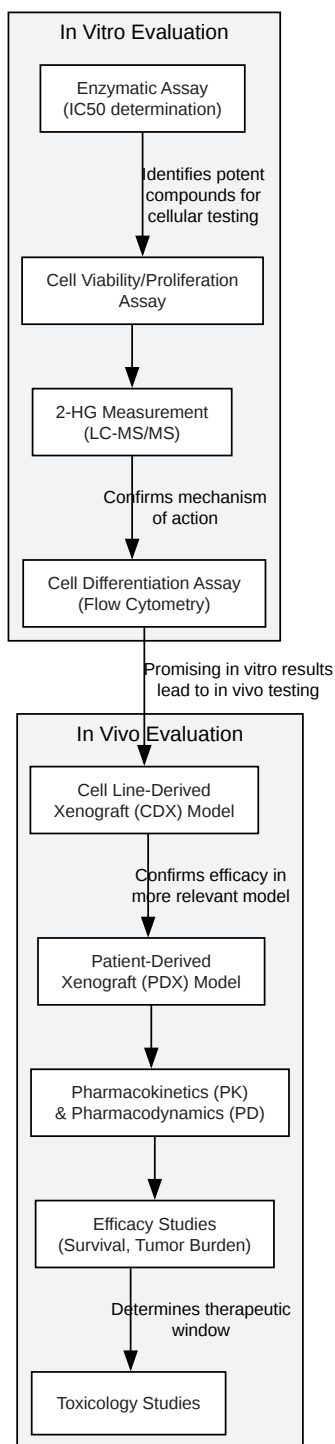 In Vitro Evaluation
Enzymatic Assay
(IC50 determination)
Identifies potent
compounds for
cellular testing
Cell Viability/Proliferation
Assay
2-HG Measurement
(LC-MS/MS)
Confirms mechanism
of action
Cell Differentiation Assay
(Flow Cytometry)
Promising in vitro results
lead to in vivo testing
In Vivo Evaluation
Cell Line-Derived
Xenograft (CDX) Model
Confirms efficacy in
more relevant model
Patient-Derived
Xenograft (PDX) Model
Pharmacokinetics (PK)
& Pharmacodynamics (PD)
Efficacy Studies
(Survival, Tumor Burden)
Determines therapeutic
window
Toxicology Studies